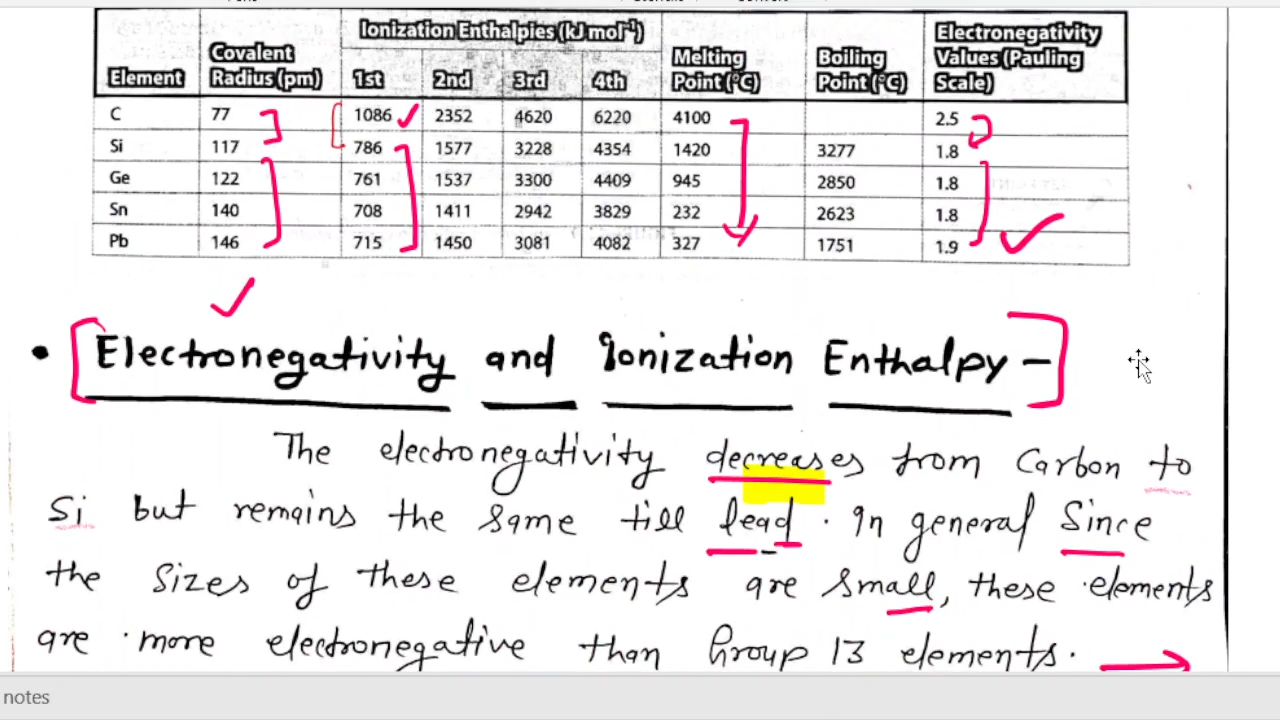 Ionization Enthalpies (kJ mol⁻¹)
Element Covalent Radius (pm) 1st 2nd 3rd 4th Melting Point (°C) Boiling Point (°C) Electronegativity Values (Pauling Scale)
C 77 1086 2352 4620 6220 4100 2.5
Si 117 786 1577 3228 4354 1420 3277 1.8
Ge 122 761 1537 3300 4409 945 2850 1.8
Sn 140 708 1411 2942 3829 232 2623 1.8
Pb 146 715 1450 3081 4082 327 1751 1.9
• Electronegativity and Ionization Enthalpy –
The electronegativity decreases from Carbon to
Si but remains the same till lead. In general Since
the sizes of these elements are small, these elements
are more electronegative than Group 13 elements.
notes